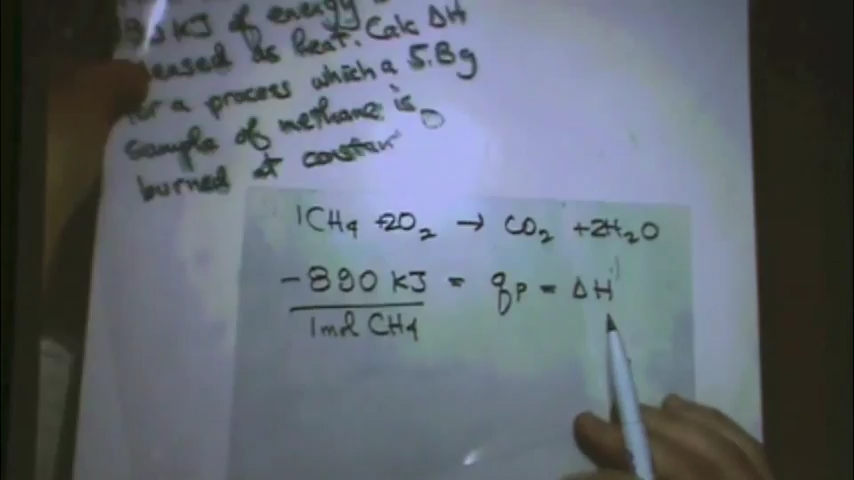 of energy
as heat. Calc ΔH
for a process which a 5.8g
sample of methane is
burned at constan
1CH4 + 2O2 → CO2 + 2H2O
-890 kJ = qp = ΔH
1mol CH4